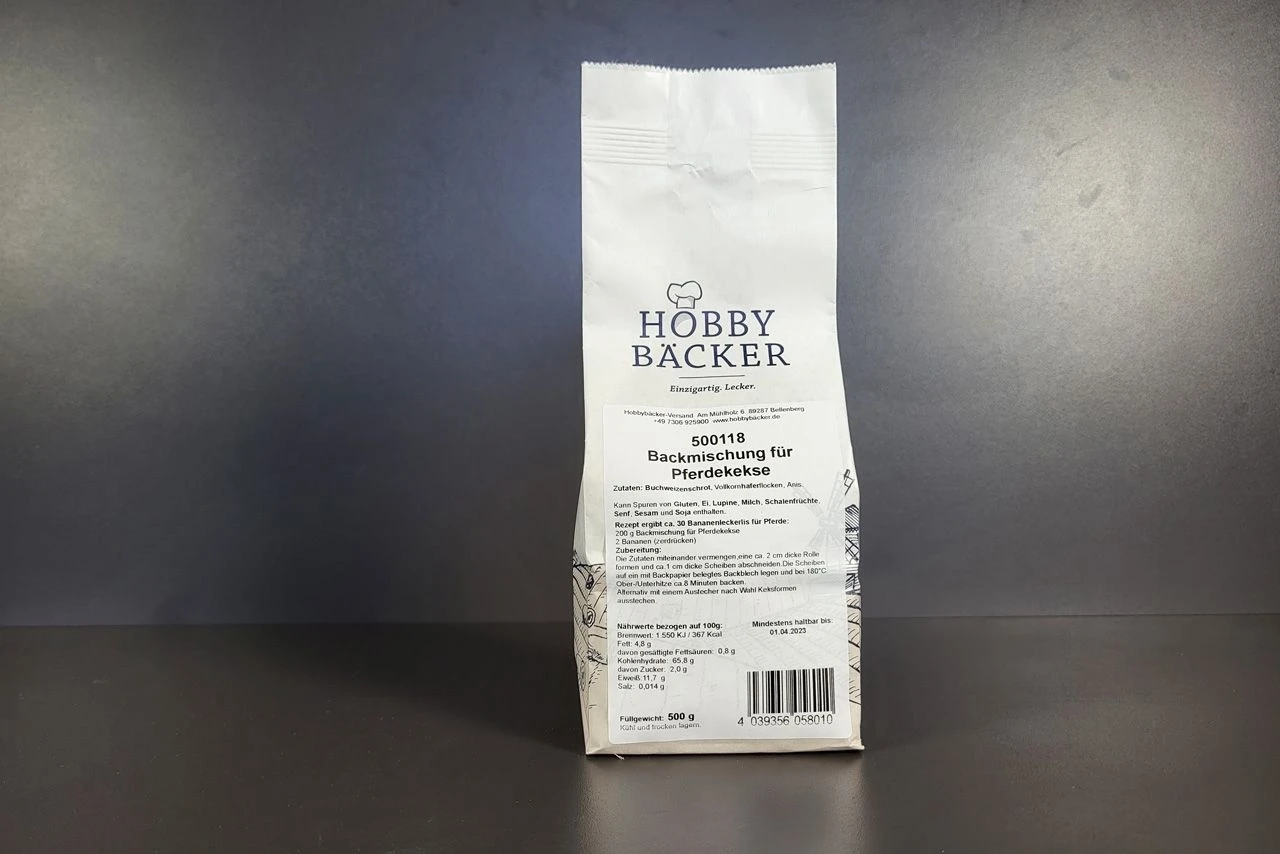 HOBBY
BÄCKER
Einzigartig. Lecker.
Hobbybäcker-Versand Am Mühlholz 6, 89287 Bellenberg
+49 7306 925900 www.hobbybäcker.de
500118
Backmischung für
Pferdekekse
Zutaten: Buchweizenschrot, Vollkornhaferflocken, Anis.
Kann Spuren von Gluten, Ei, Lupine, Milch, Schalenfrüchte,
Senf, Sesam und Soja enthalten.
Rezept ergibt ca. 30 Bananenleckerlis für Pferde:
200 g Backmischung für Pferdekekse
2 Bananen (zerdrücken)
Zubereitung:
Die Zutaten miteinander vermengen,eine ca. 2 cm dicke Rolle
formen und ca.1 cm dicke Scheiben abschneiden.Die Scheiben
auf ein mit Backpapier belegtes Backblech legen und bei 180°C
Ober-/Unterhitze ca.8 Minuten backen.
Alternativ mit einem Austecher nach Wahl Keksformen
ausstechen.
Nährwerte bezogen auf 100g:
Brennwert: 1.550 KJ / 367 Kcal
Fett: 4,8 g
davon gesättigte Fettsäuren: 0,8 g
Kohlenhydrate: 65,8 g
davon Zucker: 2,0 g
Eiweiß: 11,7 g
Salz: 0,014 g
Mindestens haltbar bis:
01.04.2023
Füllgewicht: 500 g
Kühl und trocken lagern.
4 039356 058010